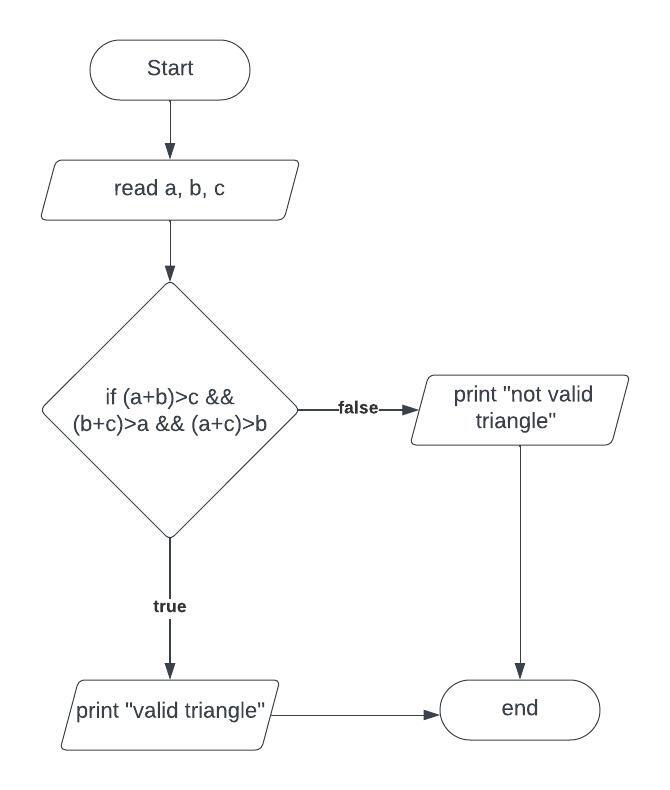 Start
read a, b, c
if (a+b)>c &&
(b+c)>a && (a+c)>b
false
print "not valid
triangle"
true
print "valid triangle"
end